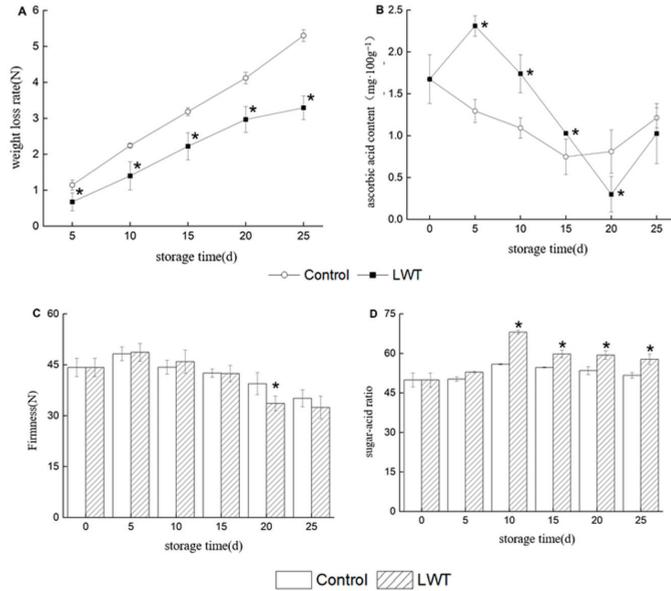 A
6
5
4
3
2
1
0
weight loss rate(N)
*
*
*
*
*
5 10 15 20 25
storage time(d)
B
2.5
2.0
1.5
1.0
0.5
0.0
ascorbic acid content（mg·100g⁻¹）
*
*
*
*
0 5 10 15 20 25
storage time(d)
Control LWT
C
60
45
30
15
0
Firmness(N)
*
0 5 10 15 20 25
storage time(d)
D
75
60
45
30
15
0
sugar-acid ratio
*
*
*
*
0 5 10 15 20 25
storage time(d)
Control LWT